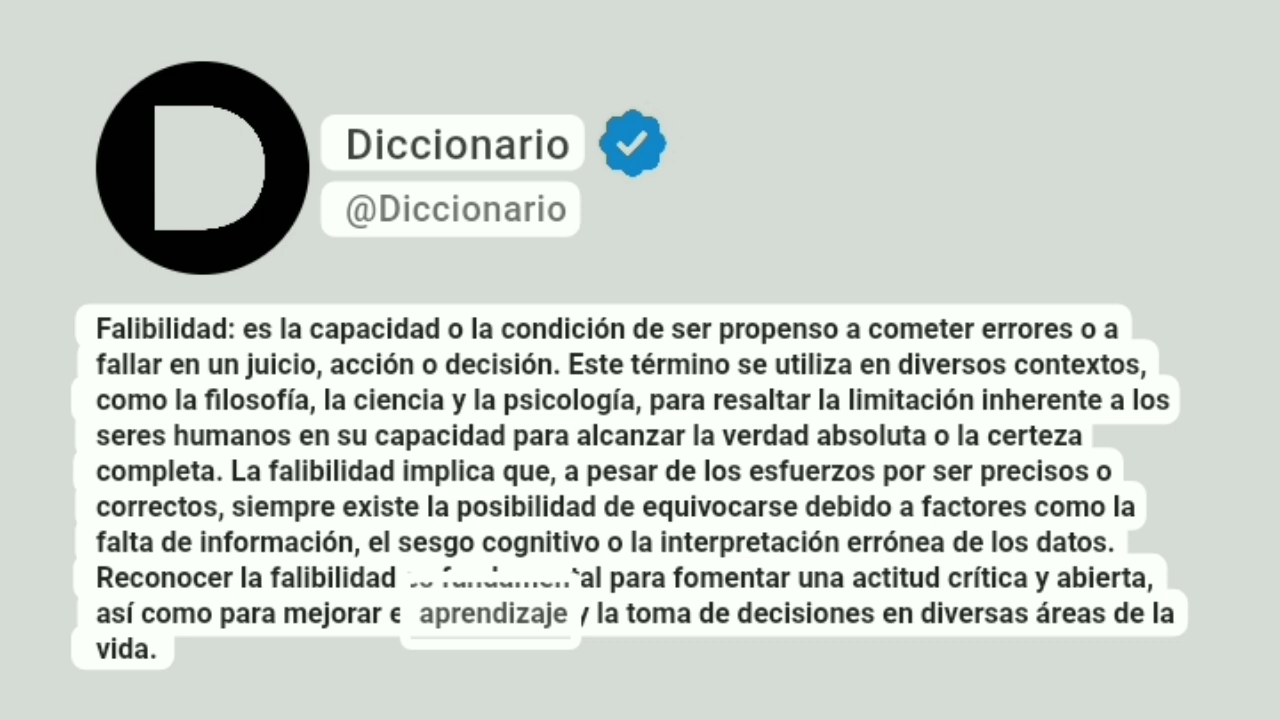 D
Diccionario
@Diccionario
Falibilidad: es la capacidad o la condición de ser propenso a cometer errores o a
fallar en un juicio, acción o decisión. Este término se utiliza en diversos contextos,
como la filosofía, la ciencia y la psicología, para resaltar la limitación inherente a los
seres humanos en su capacidad para alcanzar la verdad absoluta o la certeza
completa. La falibilidad implica que, a pesar de los esfuerzos por ser precisos o
correctos, siempre existe la posibilidad de equivocarse debido a factores como la
falta de información, el sesgo cognitivo o la interpretación errónea de los datos.
Reconocer la falibilidad para fomentar una actitud crítica y abierta,
así como para mejorar aprendizaje y la toma de decisiones en diversas áreas de la
vida.